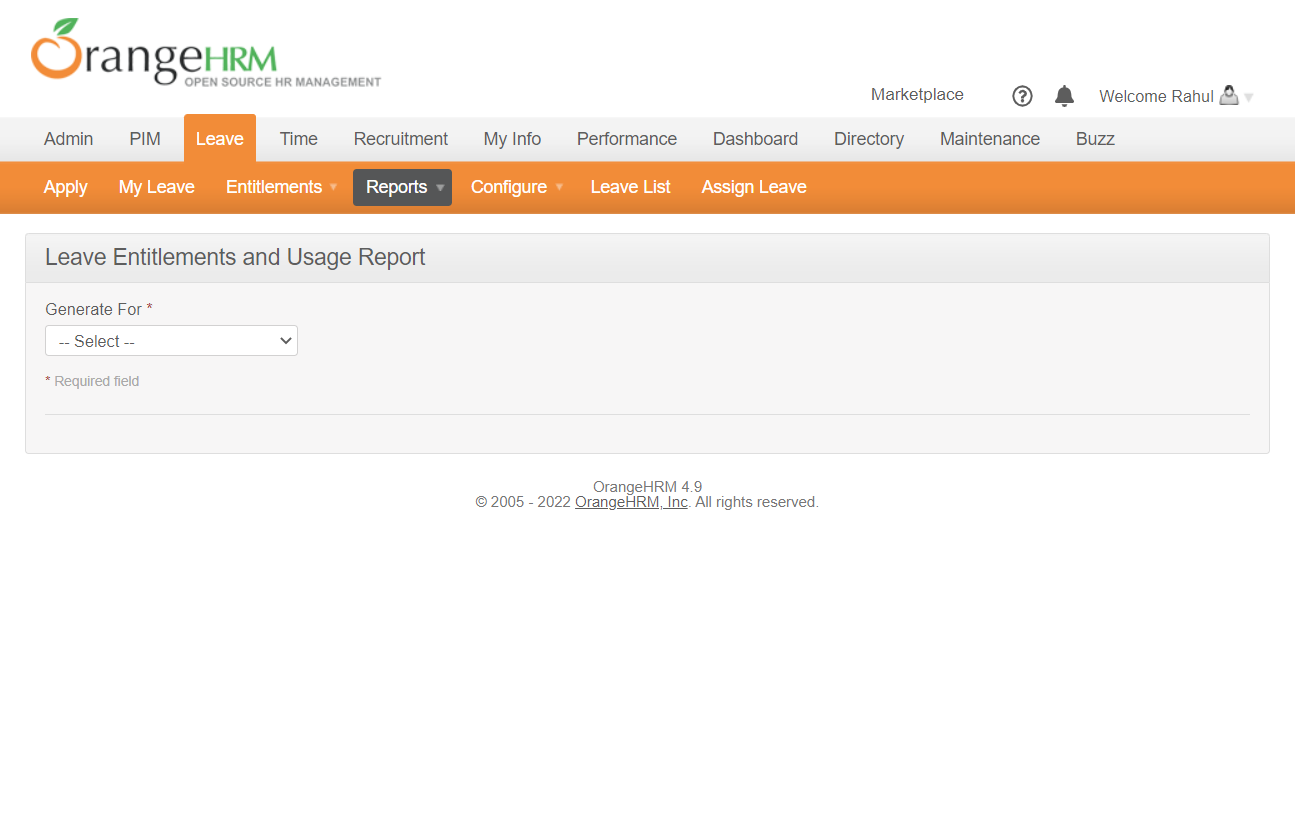 OrangeHRM
OPEN SOURCE HR MANAGEMENT
Marketplace
Welcome Rahul
Admin PIM Leave Time Recruitment My Info Performance Dashboard Directory Maintenance Buzz
Apply My Leave Entitlements Reports Configure Leave List Assign Leave
Leave Entitlements and Usage Report
Generate For *
-- Select --
* Required field
OrangeHRM 4.9
© 2005 - 2022 OrangeHRM, Inc. All rights reserved.